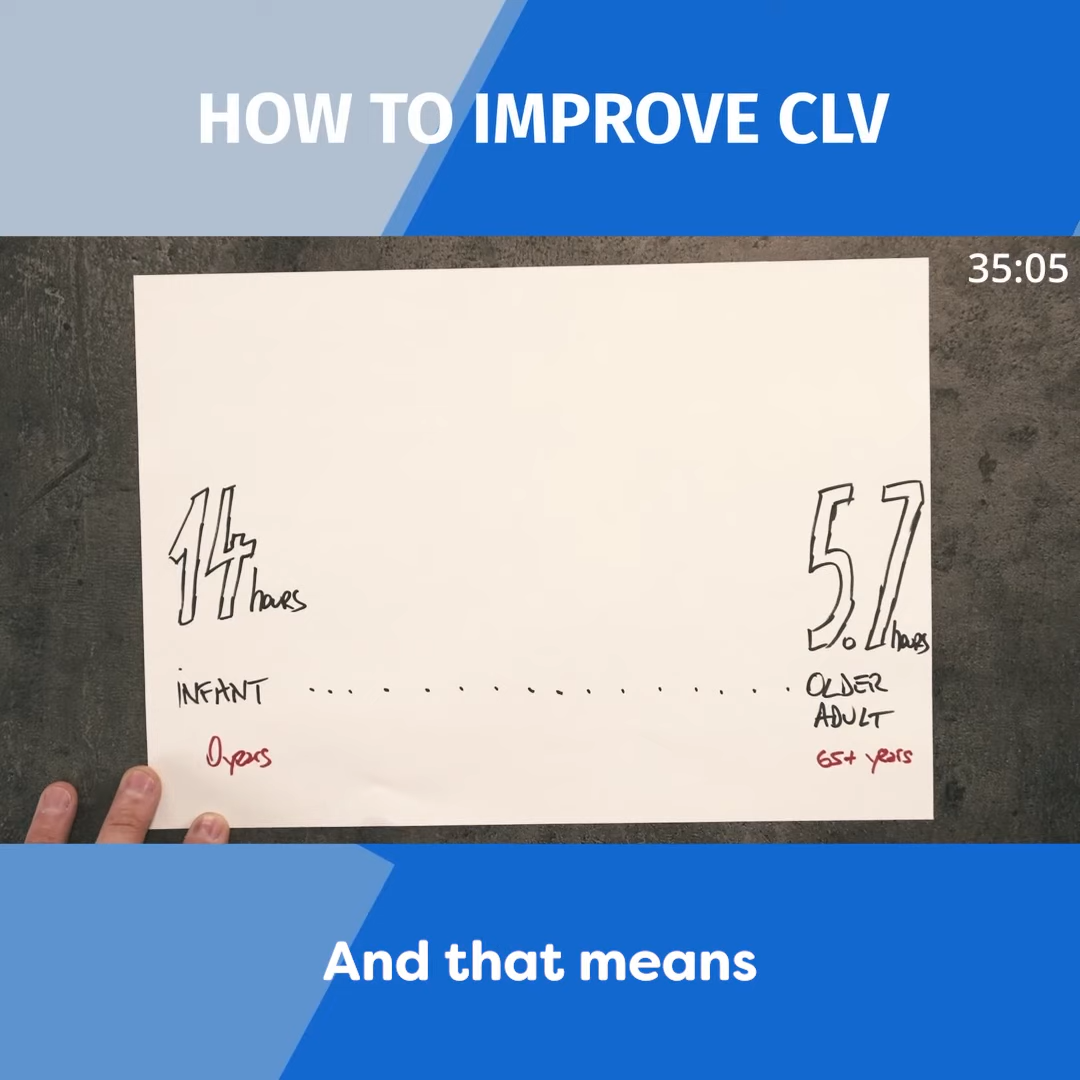 HOW TO IMPROVE CLV
35:05
14 hours
5.7 hours
INFANT . . . . . . . . . . . . . . . OLDER
ADULT
0 years
65+ years
And that means